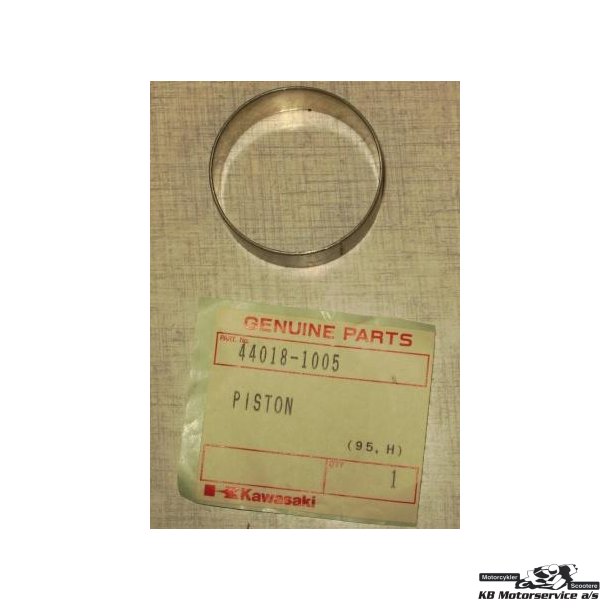 GENUINE PARTS
PART No.
44018-1005
PISTON
(95, H)
QTY
1
Kawasaki
Motorcykler
Scootere
KB Motorservice a/s